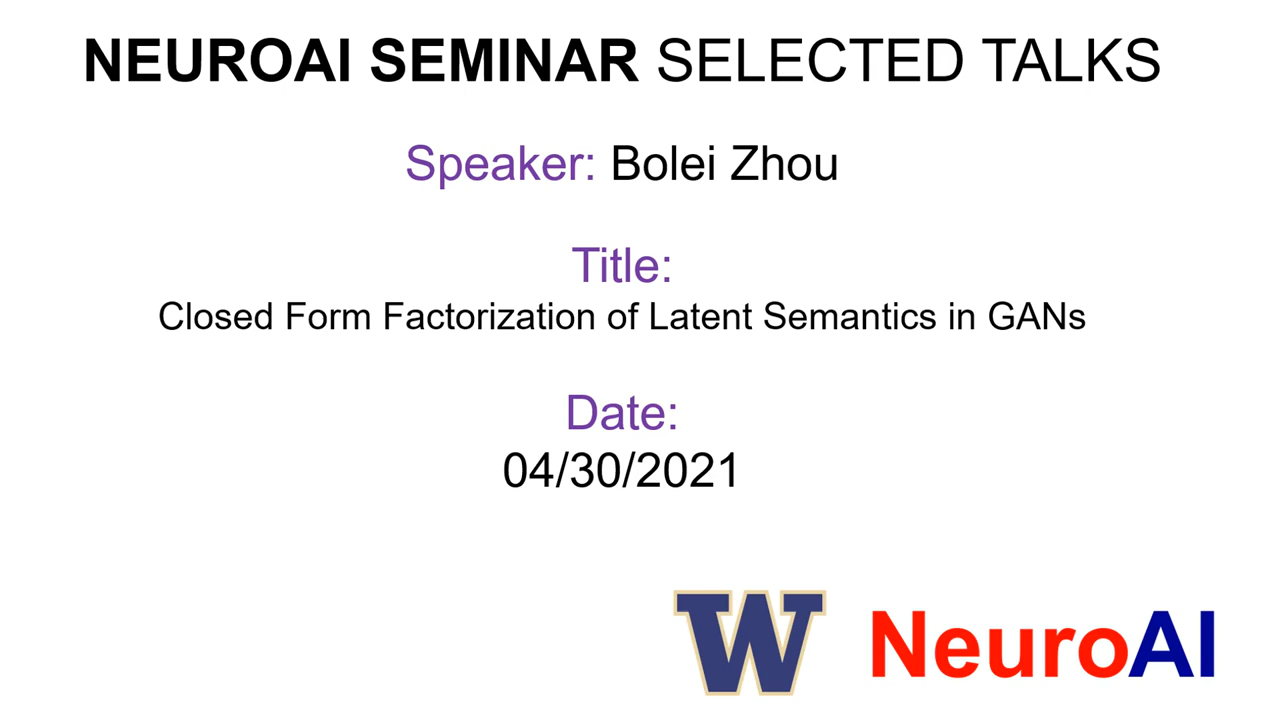 NEUROAI SEMINAR SELECTED TALKS
Speaker: Bolei Zhou
Title:
Closed Form Factorization of Latent Semantics in GANs
Date:
04/30/2021
W NeuroAI